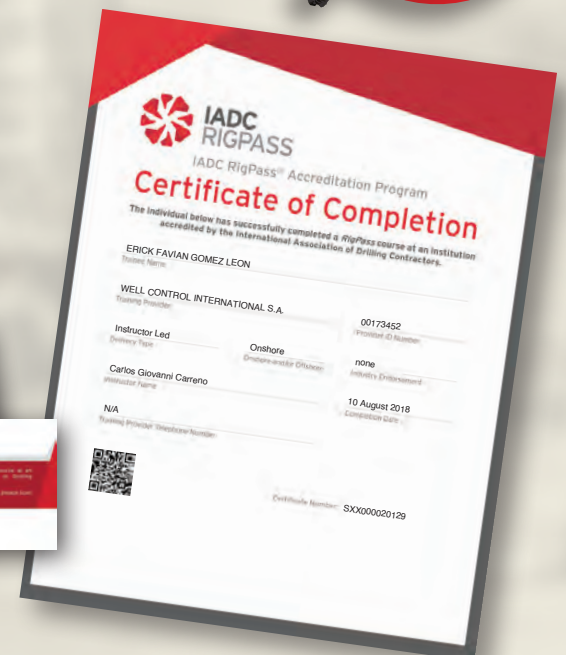 IADC
RIGPASS
IADC RigPass® Accreditation Program
Certificate of Completion
The individual below has successfully completed a RigPass course at an institution
accredited by the International Association of Drilling Contractors.
ERICK FAVIAN GOMEZ LEON
Trainee Name
WELL CONTROL INTERNATIONAL S.A. 00173452
Training Provider Provider ID Number
Instructor Led Onshore none
Delivery Type Onshore and/or Offshore Industry Endorsement
Carlos Giovanni Carreno 10 August 2018
Instructor Name Completion Date
N/A
Training Provider Telephone Number
Certificate Number: SXX000020129